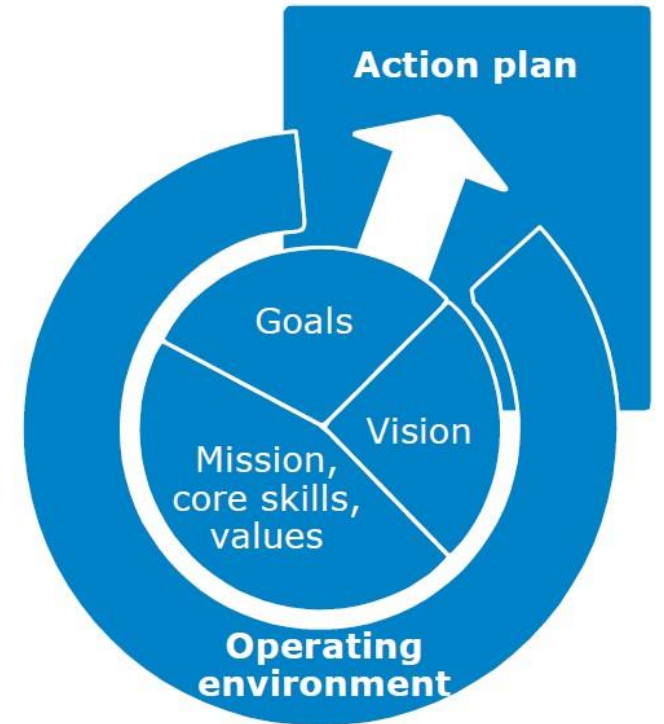 Action plan
Goals
Vision
Mission,
core skills,
values
Operating
environment